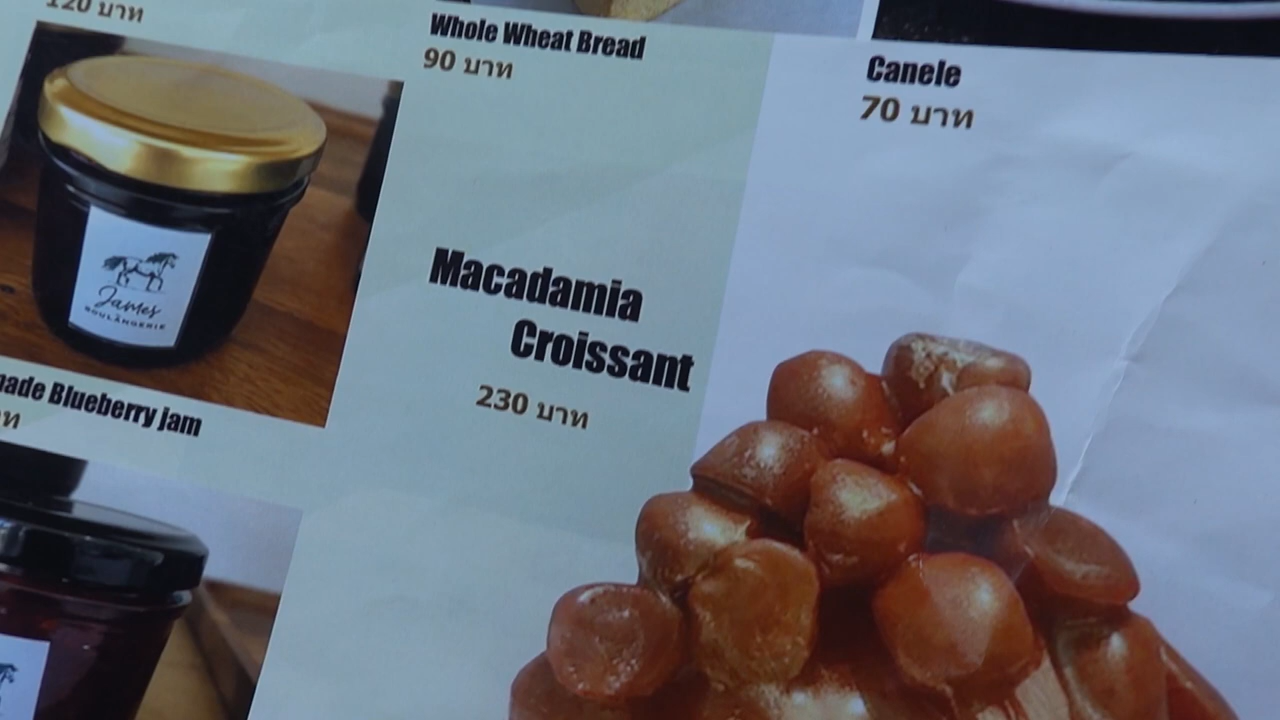 120 บาท
Whole Wheat Bread
90 บาท
Canele
70 บาท
James
BOULANGERIE
Macadamia
Croissant
230 บาท
Blueberry jam